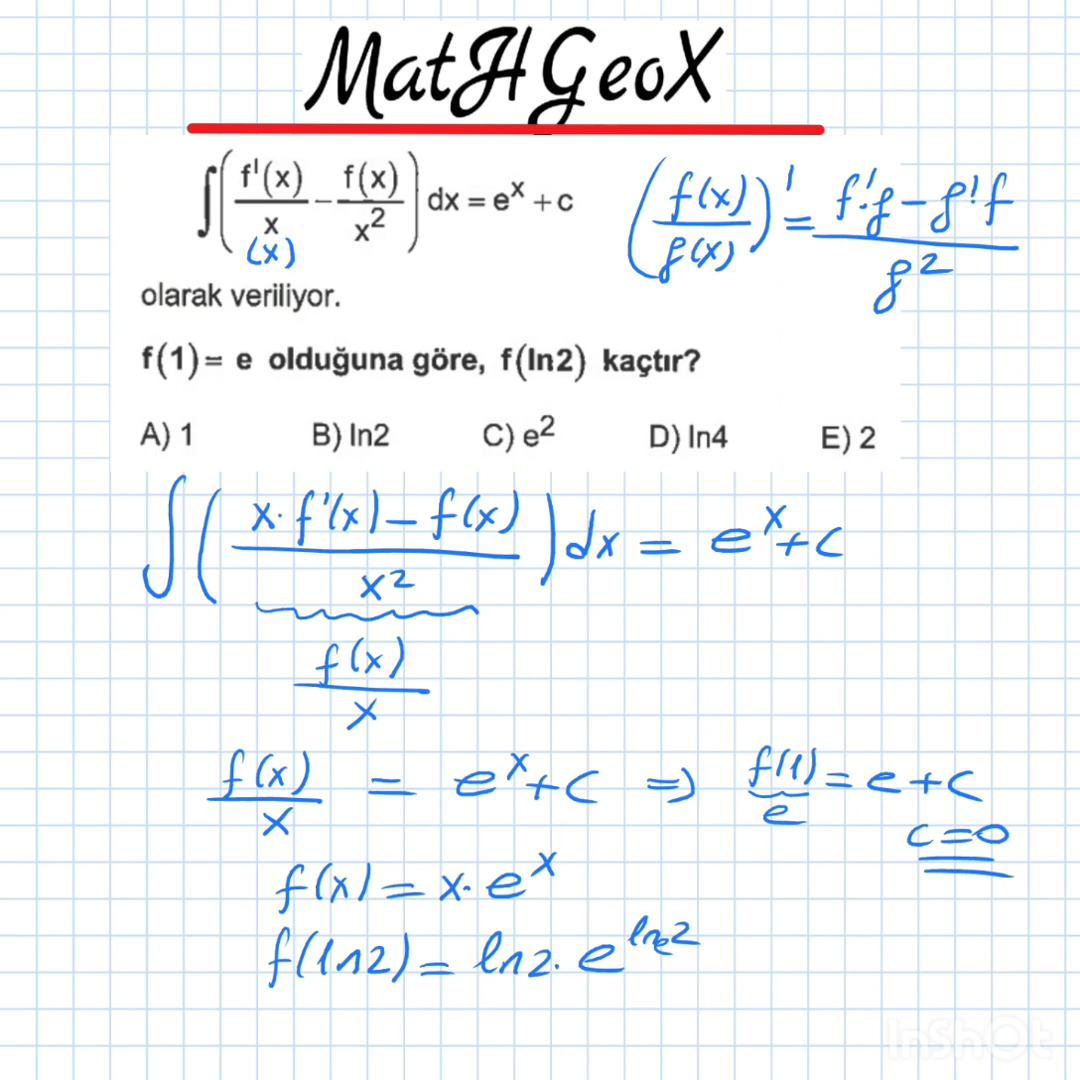 MatHGeoX
∫(f'(x)/x − f(x)/x²) dx = eˣ + c
(x)
(f(x)/g(x))' = (f'.g − g'f)/g²
olarak veriliyor.
f(1) = e olduğuna göre, f(ln2) kaçtır?
A) 1 B) ln2 C) e² D) ln4 E) 2
∫(x.f'(x) − f(x)/x²) dx = eˣ + c
f(x)/x
f(x)/x = eˣ + c ⇒ f(1) = e + c
e
c = 0
f(x) = x. eˣ
f(ln2) = ln2. e^(lnₑ2)
InShOt